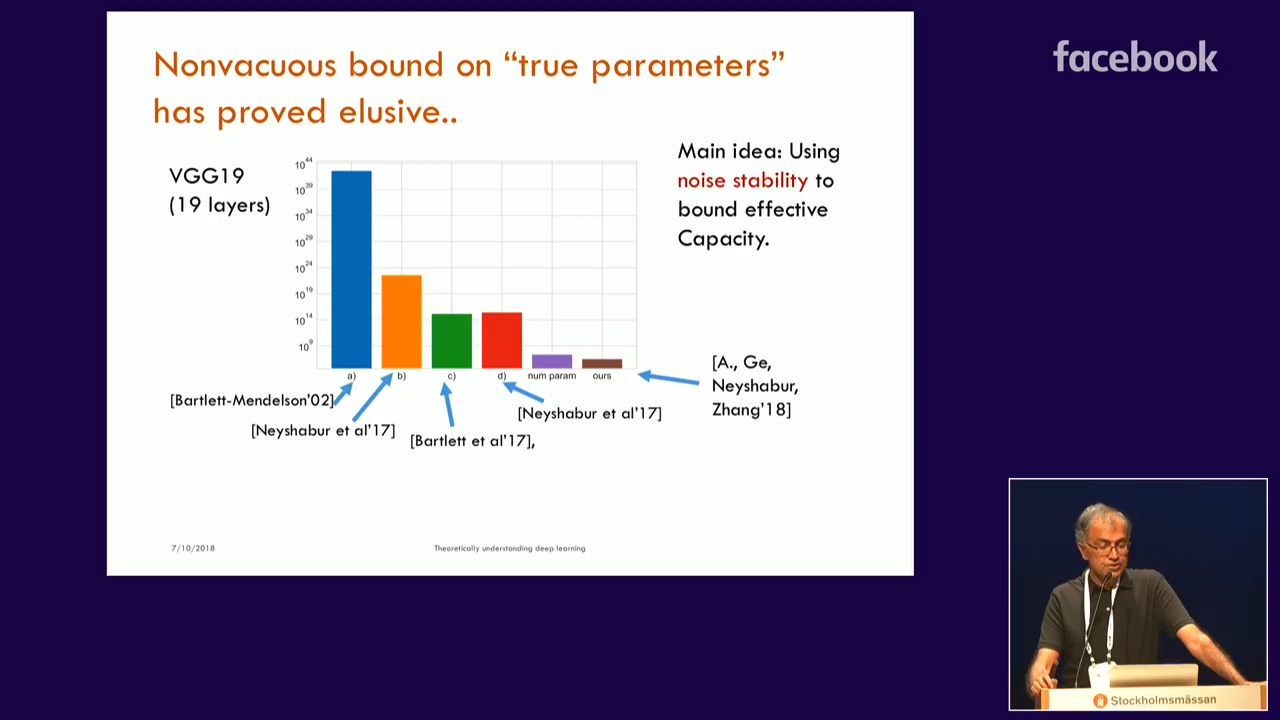 facebook
Nonvacuous bound on “true parameters”
has proved elusive..
VGG19
(19 layers)
10^44
10^39
10^34
10^29
10^24
10^19
10^14
10^9
a)
b)
c)
d)
num param
ours
[Bartlett-Mendelson'02]
[Neyshabur et al'17]
[Bartlett et al'17],
[Neyshabur et al'17]
[A., Ge,
Neyshabur,
Zhang'18]
Main idea: Using
noise stability to
bound effective
Capacity.
7/10/2018
Theoretically understanding deep learning
Stockholmsmässan